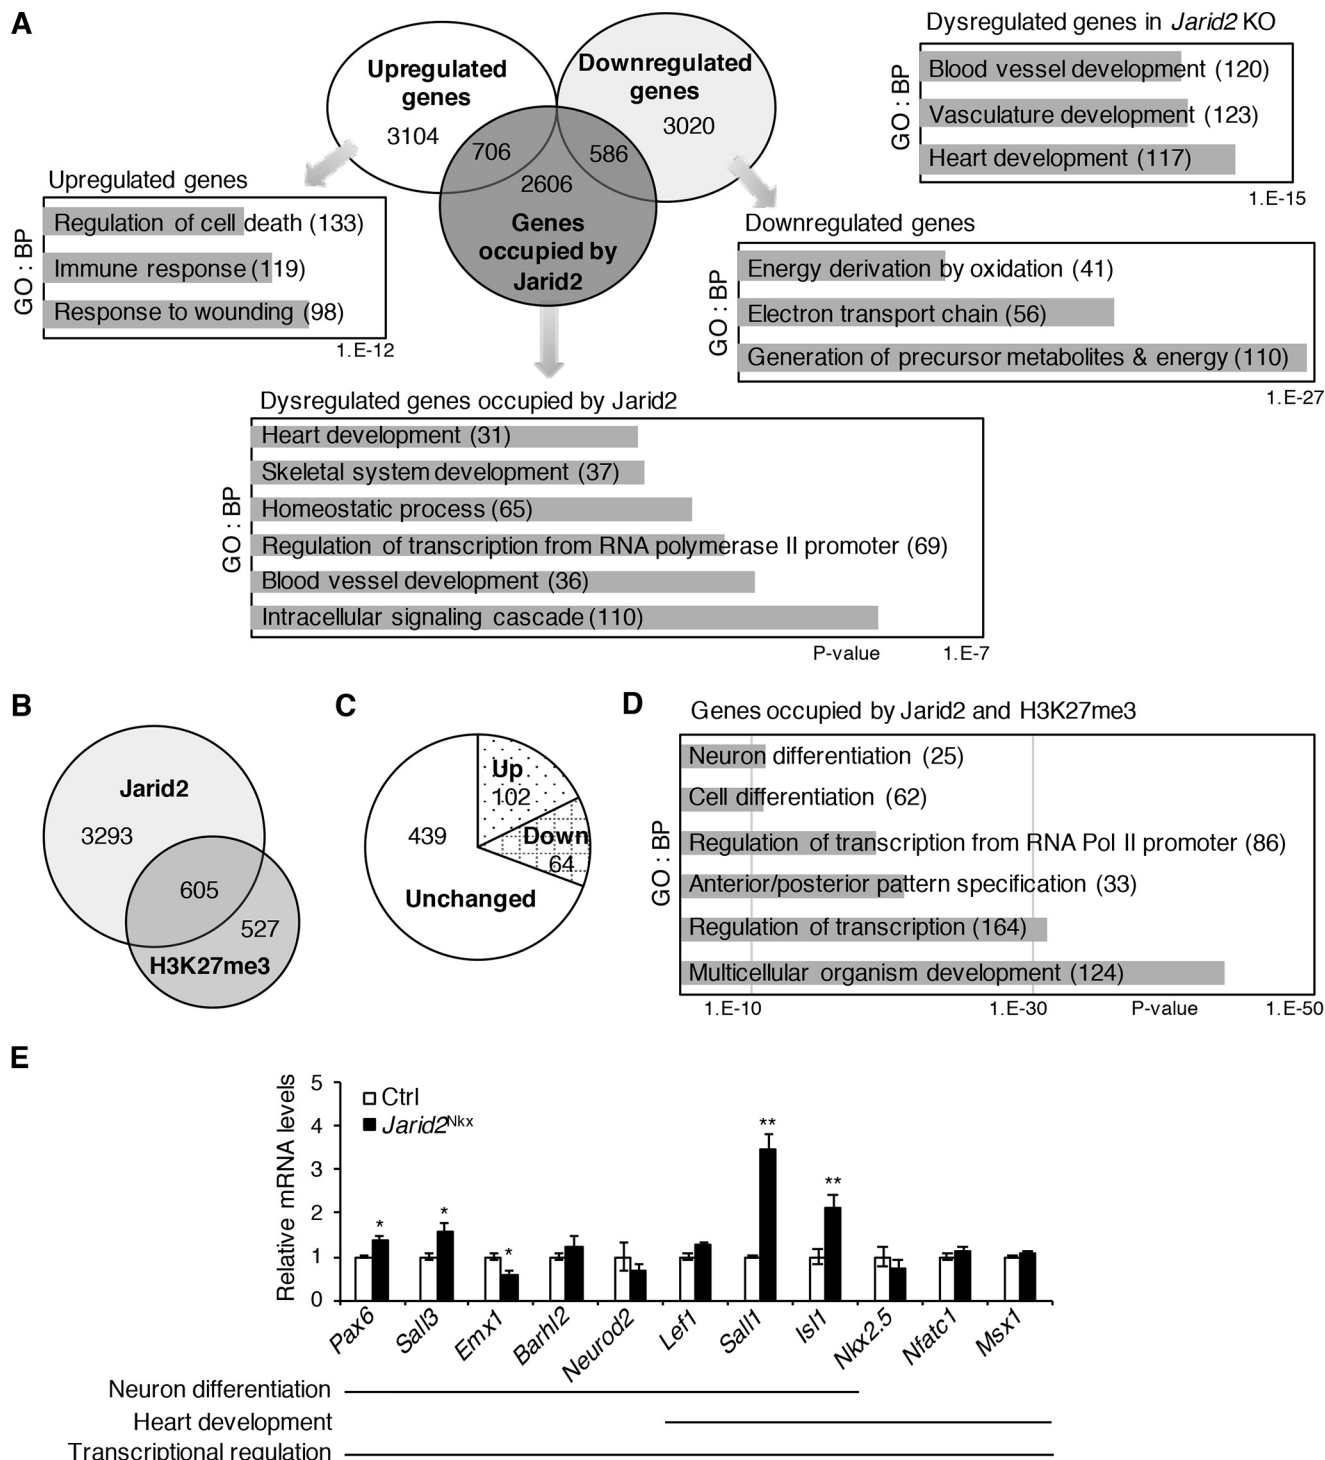 A
Upregulated
genes
3104
Downregulated
genes
3020
706
586
2606
Genes
occupied by
Jarid2
Dysregulated genes in Jarid2 KO
GO : BP
Blood vessel development (120)
Vasculature development (123)
Heart development (117)
1.E-15
Upregulated genes
GO : BP
Regulation of cell death (133)
Immune response (119)
Response to wounding (98)
1.E-12
Downregulated genes
GO : BP
Energy derivation by oxidation (41)
Electron transport chain (56)
Generation of precursor metabolites & energy (110)
1.E-27
Dysregulated genes occupied by Jarid2
GO : BP
Heart development (31)
Skeletal system development (37)
Homeostatic process (65)
Regulation of transcription from RNA polymerase II promoter (69)
Blood vessel development (36)
Intracellular signaling cascade (110)
P-value 1.E-7
B
Jarid2
3293
605
527
H3K27me3
C
Up
102
Down
64
439
Unchanged
D
Genes occupied by Jarid2 and H3K27me3
GO : BP
Neuron differentiation (25)
Cell differentiation (62)
Regulation of transcription from RNA Pol II promoter (86)
Anterior/posterior pattern specification (33)
Regulation of transcription (164)
Multicellular organism development (124)
1.E-10 1.E-30 P-value 1.E-50
E
Relative mRNA levels
5
4
3
2
1
0
Ctrl
Jarid2Nkx
*
*
*
**
**
Pax6
Sall3
Emx1
Barhl2
Neurod2
Lef1
Sall1
Isl1
Nkx2.5
Nfatc1
Msx1
Neuron differentiation
Heart development
Transcriptional regulation